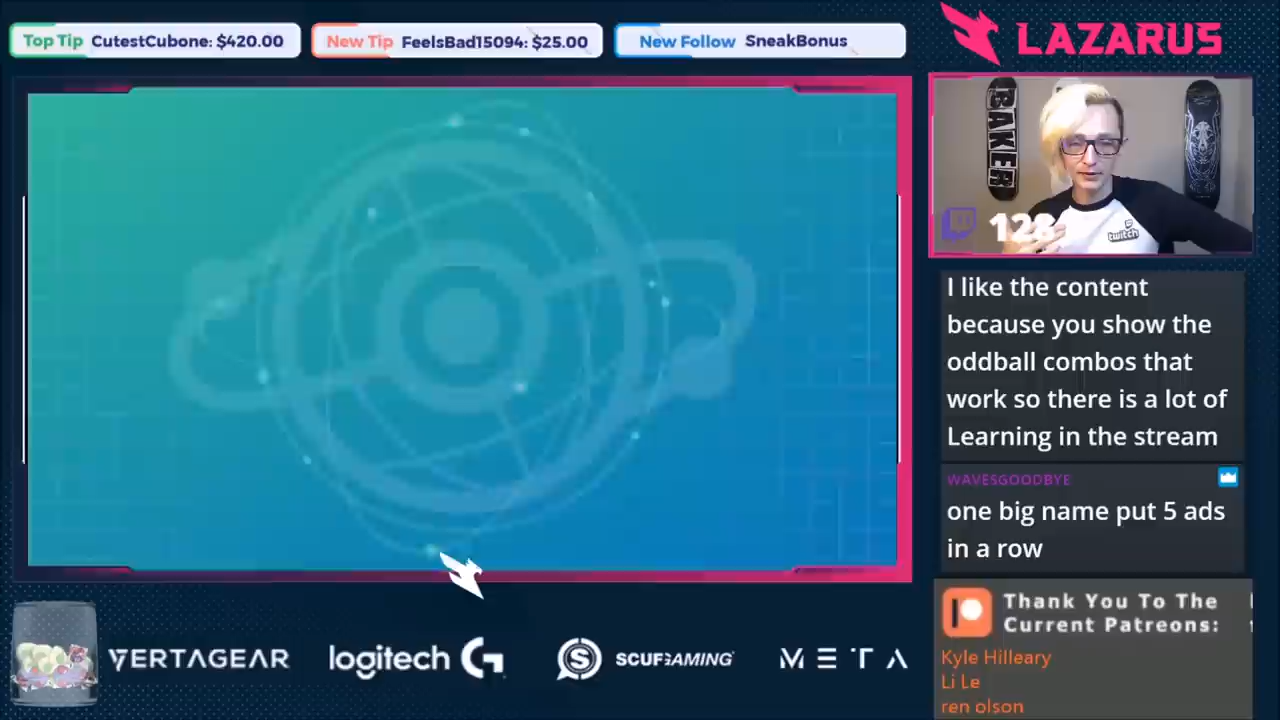 Top Tip CutestCubone: $420.00
New Tip FeelsBad15094: $25.00
New Follow SneakBonus
LAZARUS
BAKER
twitch
I like the content
because you show the
oddball combos that
work so there is a lot of
Learning in the stream
WAVESGOODBYE
one big name put 5 ads
in a row
Thank You To The
Current Patreons:
Kyle Hilleary
Li Le
ren olson
VERTAGEAR
logitech G
S SCUF GAMING
META